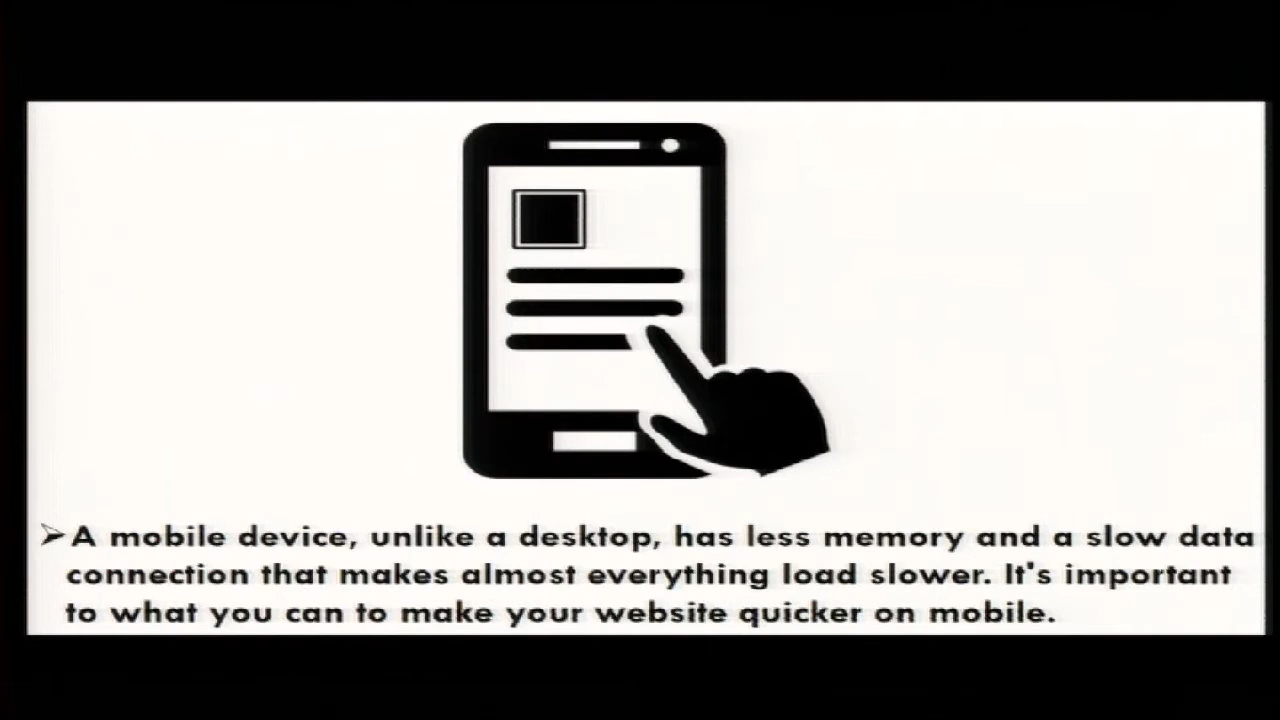 ➢A mobile device, unlike a desktop, has less memory and a slow data
connection that makes almost everything load slower. It's important
to what you can to make your website quicker on mobile.